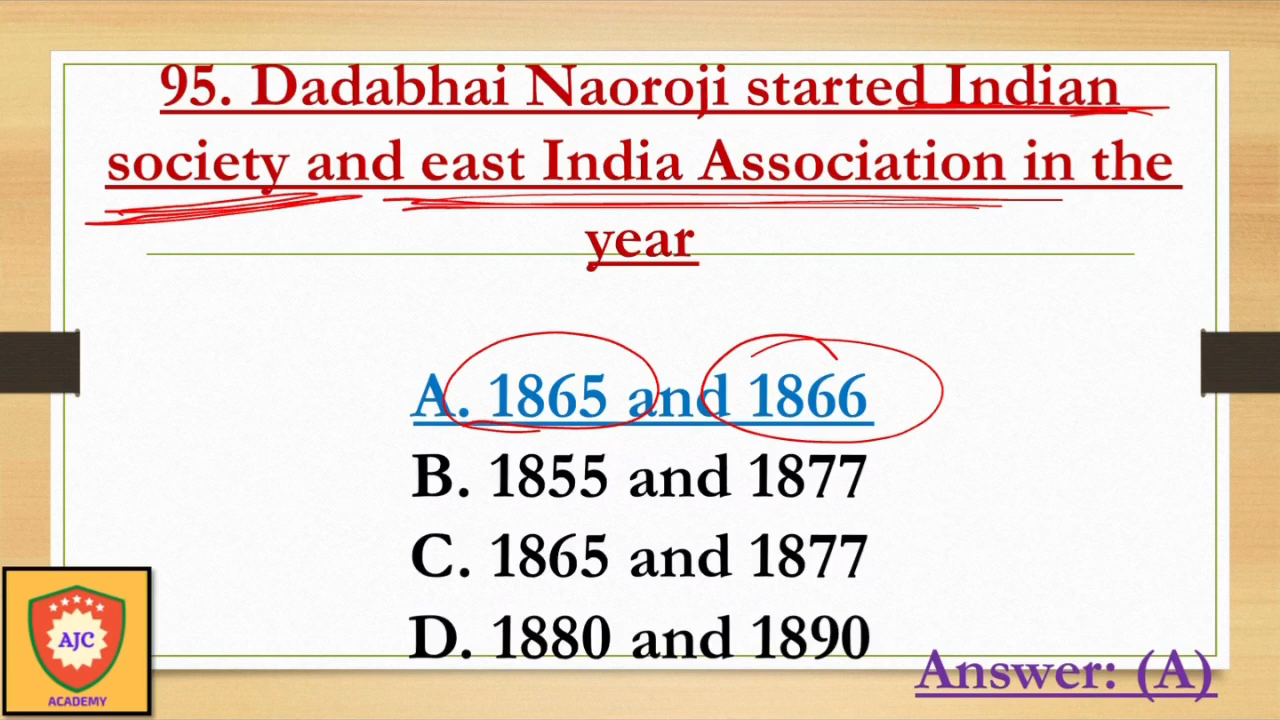 95. Dadabhai Naoroji started Indian
society and east India Association in the
year
A. 1865 and 1866
B. 1855 and 1877
C. 1865 and 1877
D. 1880 and 1890
Answer: (A)
AJC
ACADEMY